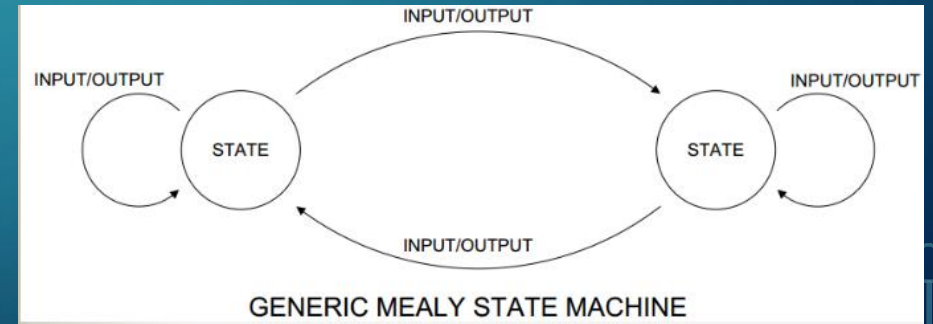 INPUT/OUTPUT
INPUT/OUTPUT
INPUT/OUTPUT
STATE
STATE
INPUT/OUTPUT
GENERIC MEALY STATE MACHINE